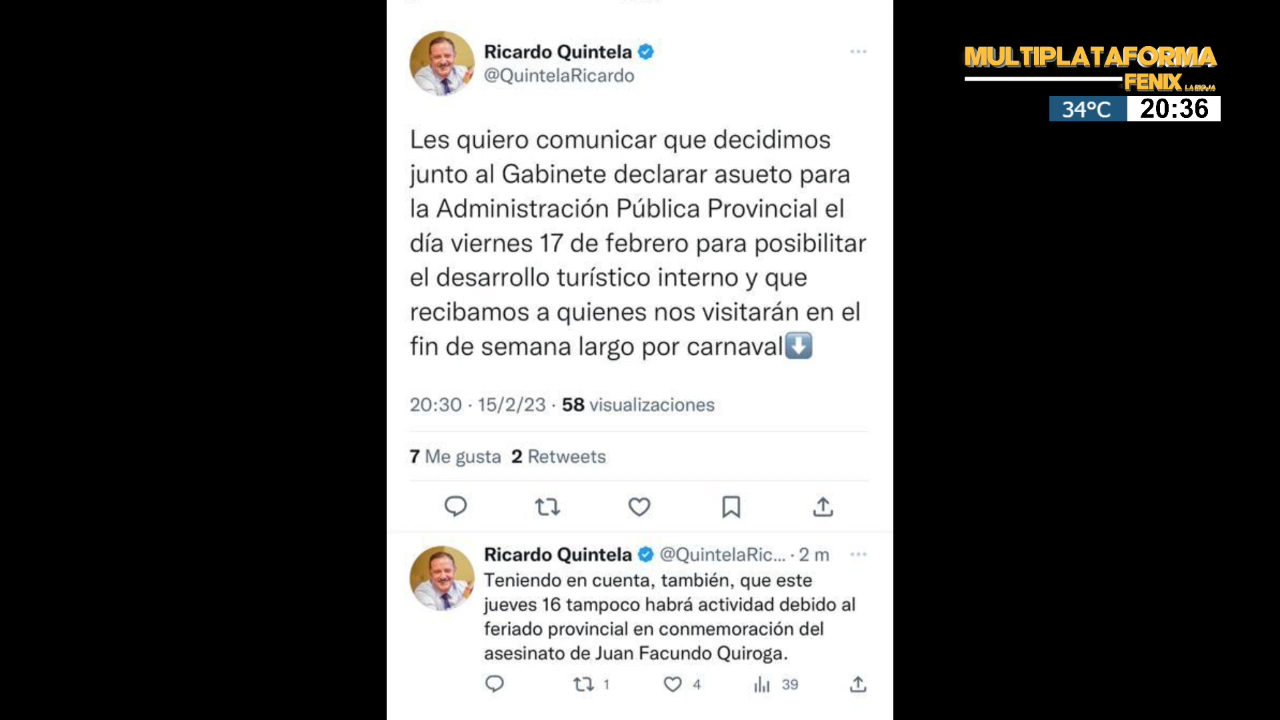 Ricardo Quintela
@QuintelaRicardo
Les quiero comunicar que decidimos
junto al Gabinete declarar asueto para
la Administración Pública Provincial el
día viernes 17 de febrero para posibilitar
el desarrollo turístico interno y que
recibamos a quienes nos visitarán en el
fin de semana largo por carnaval⬇️
20:30 · 15/2/23 · 58 visualizaciones
7 Me gusta 2 Retweets
Ricardo Quintela @QuintelaRic... · 2 m
Teniendo en cuenta, también, que este
jueves 16 tampoco habrá actividad debido al
feriado provincial en conmemoración del
asesinato de Juan Facundo Quiroga.
1 4 39
MULTIPLATAFORMA
FENIX LA RIOJA
34°C 20:36